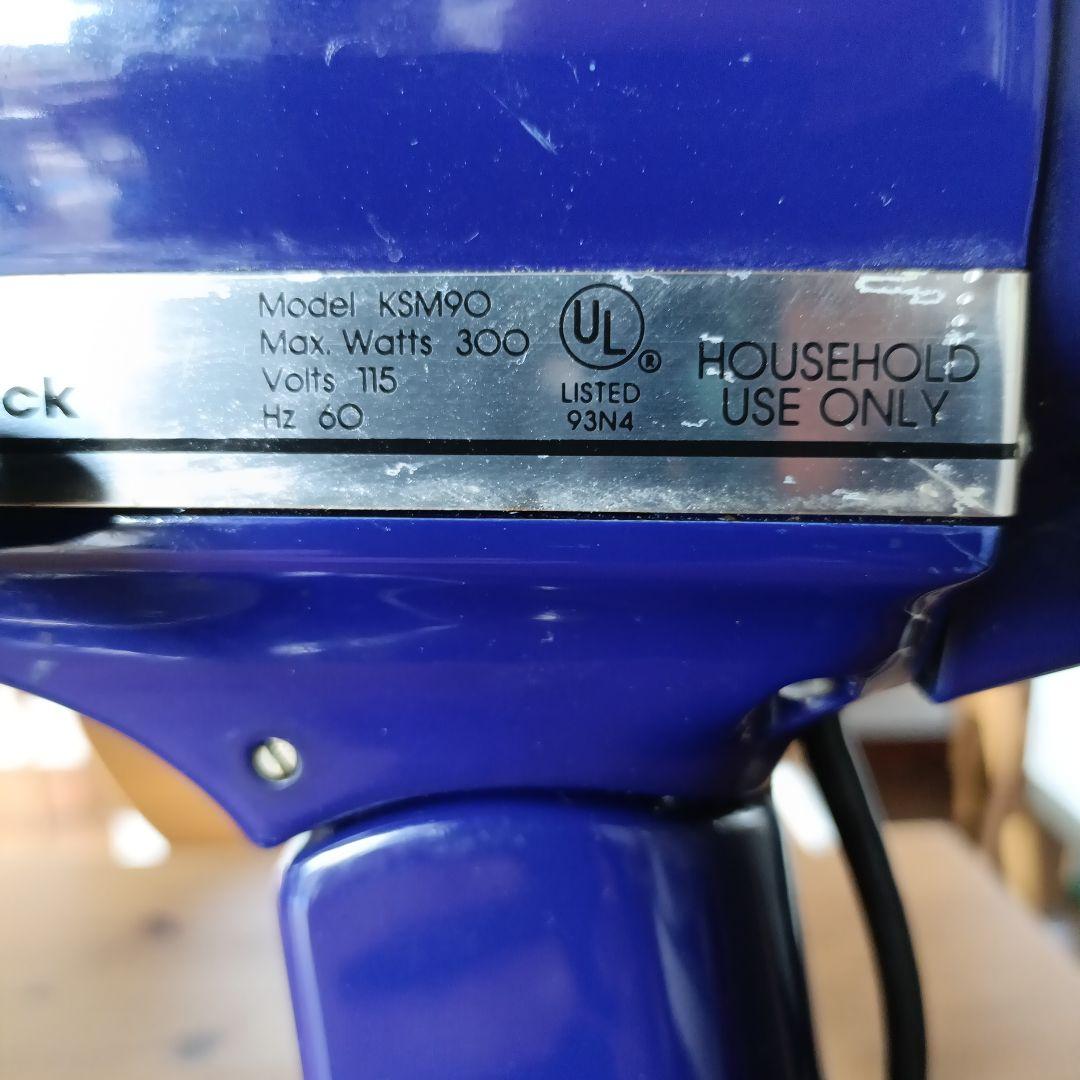 ck
Model KSM90
Max. Watts 300
Volts 115
Hz 60
UL ®
LISTED
93N4
HOUSEHOLD
USE ONLY